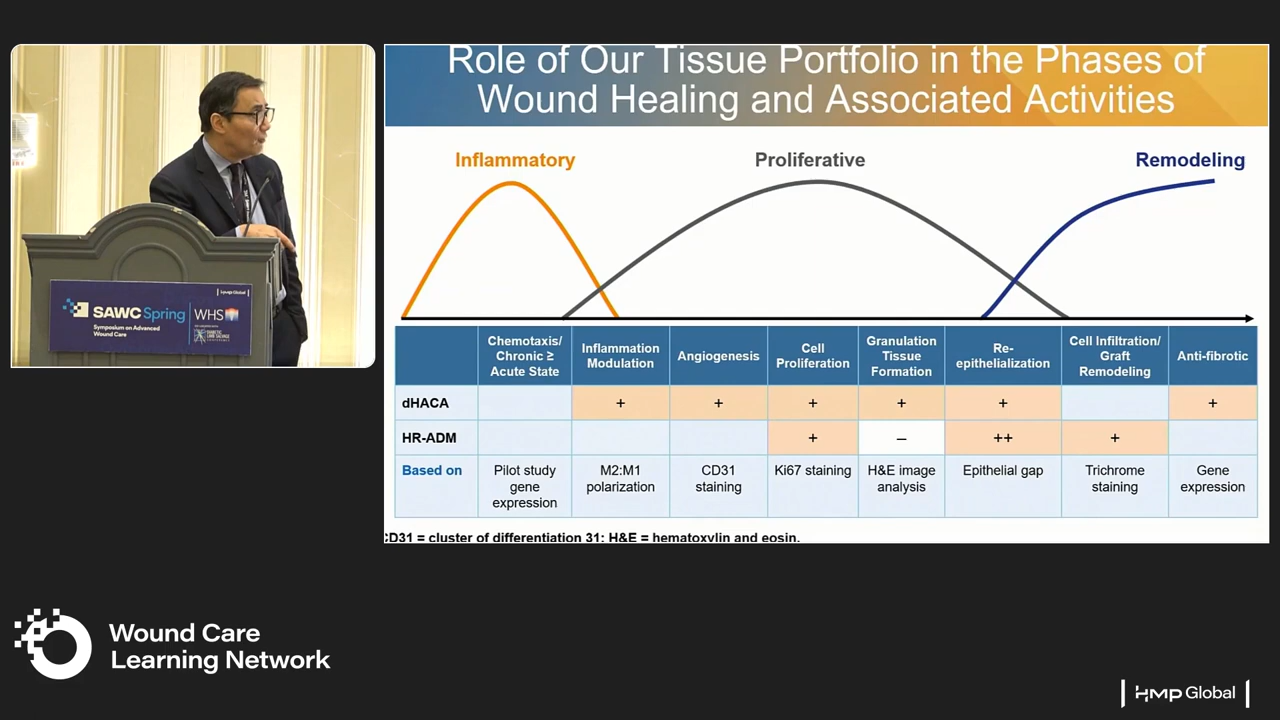 Role of Our Tissue Portfolio in the Phases of
Wound Healing and Associated Activities
Inflammatory
Proliferative
Remodeling
Chemotaxis/
Chronic ≥
Acute State
Inflammation
Modulation
Angiogenesis
Cell
Proliferation
Granulation
Tissue
Formation
Re-
epithelialization
Cell Infiltration/
Graft
Remodeling
Anti-fibrotic
dHACA + + + + + +
HR-ADM + – ++ +
Based on
Pilot study
gene
expression
M2:M1
polarization
CD31
staining
Ki67 staining
H&E image
analysis
Epithelial gap
Trichrome
staining
Gene
expression
CD31 = cluster of differentiation 31; H&E = hematoxylin and eosin.
HMP Global
SAWC Spring
Symposium on Advanced
Wound Care
WHS
Wound Care
Learning Network
HMP Global